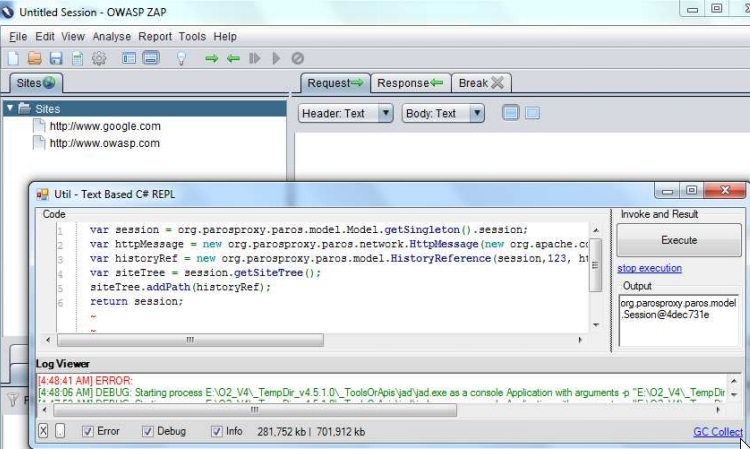 Untitled Session - OWASP ZAP
File Edit View Analyse Report Tools Help
Sites
Request
Response
Break
Sites
http://www.google.com
http://www.owasp.com
Header: Text
Body: Text
Util - Text Based C# REPL
Code
1 var session = org.parosproxy.paros.model.Model.getSingleton().session;
2 var httpMessage = new org.parosproxy.paros.network.HttpMessage(new org.apache.co
3 var historyRef = new org.parosproxy.paros.model.HistoryReference(session,123, ht
4 var siteTree = session.getSiteTree();
5 siteTree.addPath(historyRef);
6 return session;
Invoke and Result
Execute
stop execution
Output
org.parosproxy.paros.model
.Session@4dec731e
Log Viewer
[4:48:41 AM] ERROR:
[4:48:06 AM] DEBUG: Starting process E:\O2_V4\_TempDir_v4.5.1.0\_ToolsOrApis\jad\jad.exe as a console Application with arguments -p "E:\O2_V4\_TempDir
X . Error Debug Info 281,752 kb | 701,912 kb GC Collect